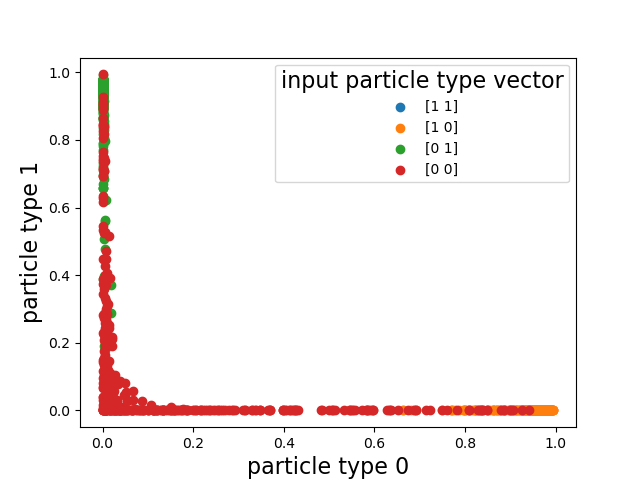 input particle type vector
[1 1]
[1 0]
[0 1]
[0 0]
particle type 1
1.0
0.8
0.6
0.4
0.2
0.0
0.0 0.2 0.4 0.6 0.8 1.0
particle type 0